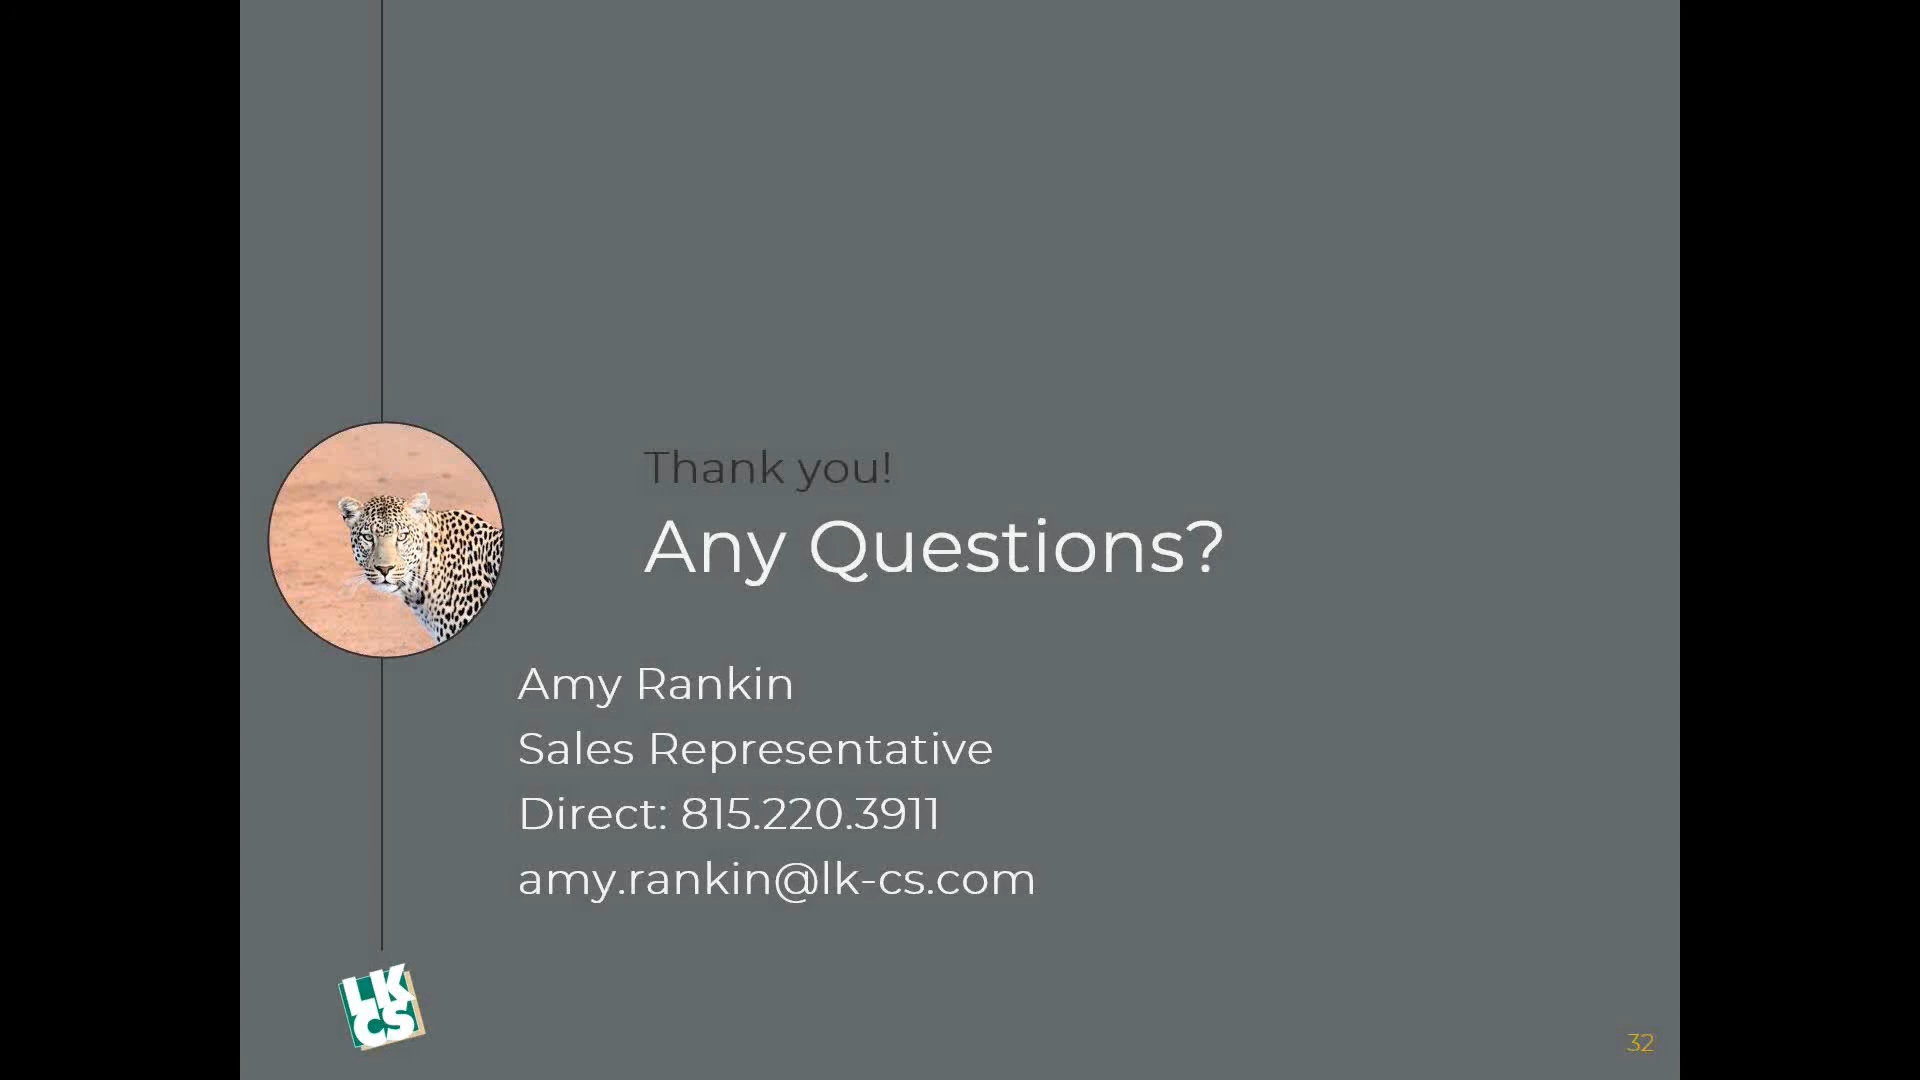 Thank you!
Any Questions?
Amy Rankin
Sales Representative
Direct: 815.220.3911
amy.rankin@lk-cs.com
LK
CS
32